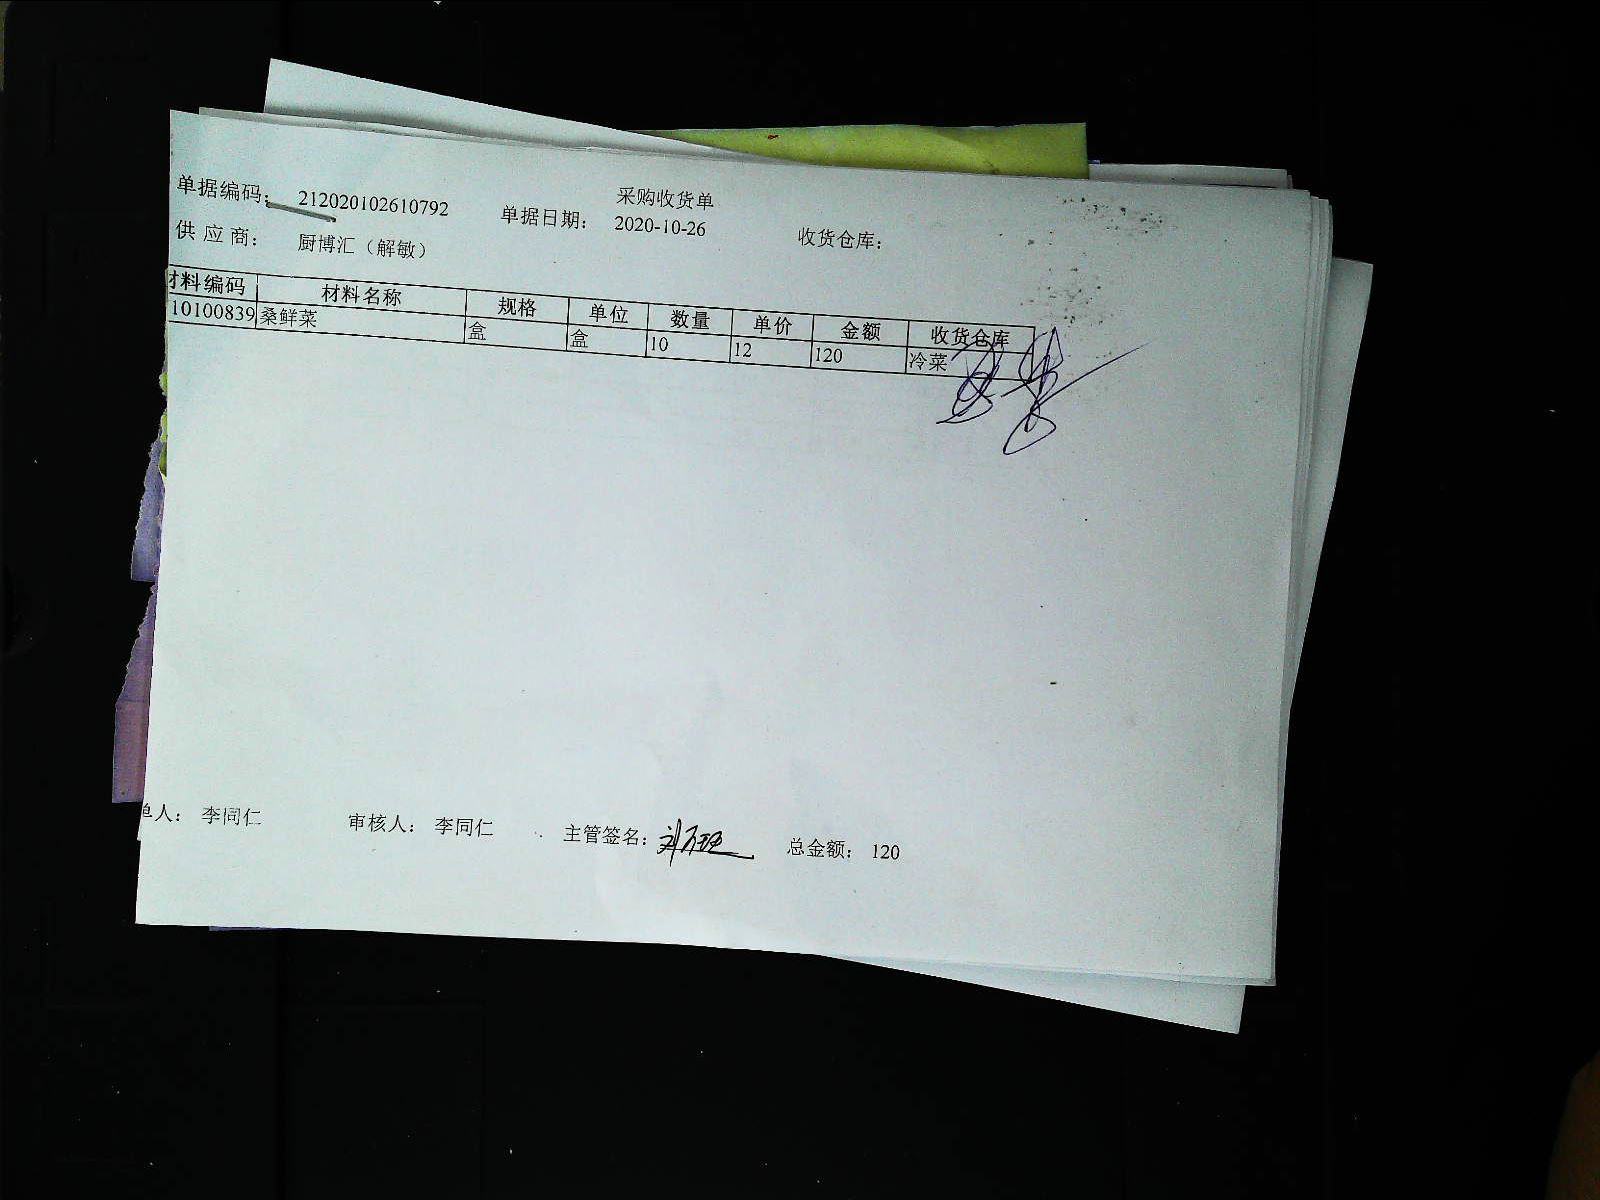 采购收货单
单据编码: 212020102610792 单据日期: 2020-10-26 收货仓库:
供应商: 厨博汇（解敏）
材料编码 材料名称 规格 单位 数量 单价 金额 收货仓库
10100839 桑鲜菜 盒 盒 10 12 120 冷菜
单人: 李同仁 审核人: 李同仁 主管签名: 总金额: 120